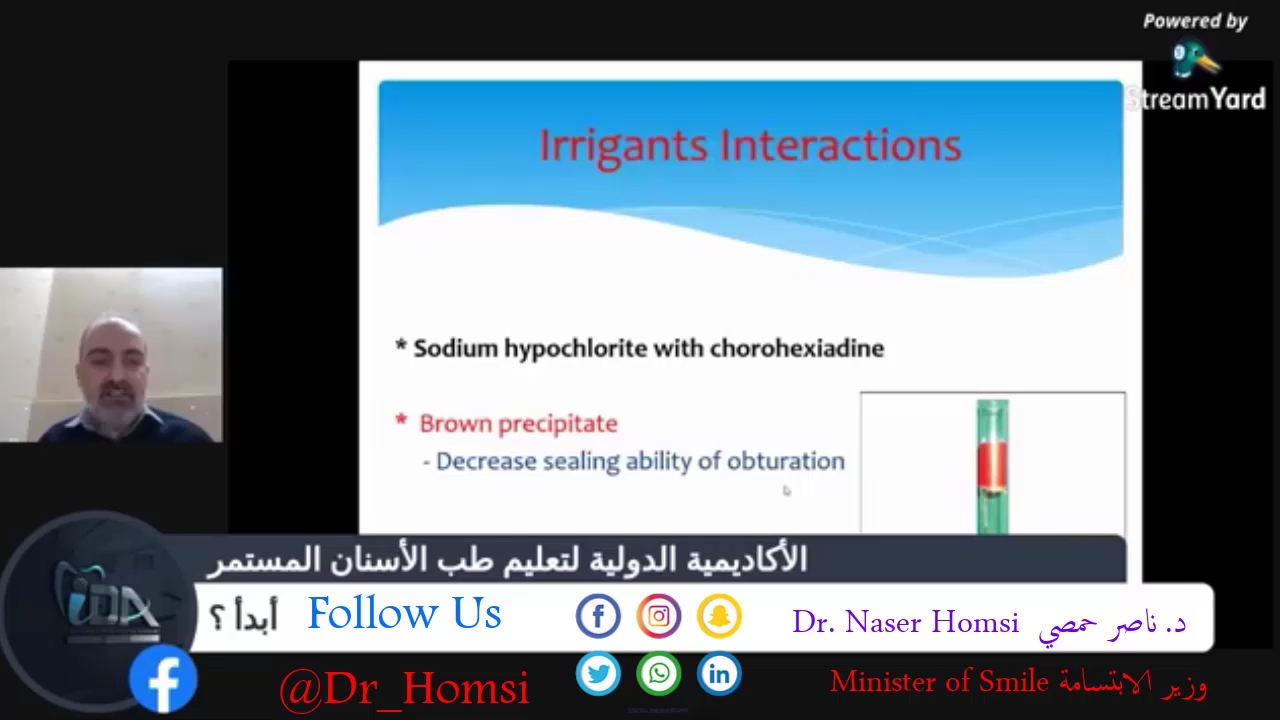 Powered by
StreamYard
Irrigants Interactions
* Sodium hypochlorite with chorohexiadine
* Brown precipitate
- Decrease sealing ability of obturation
الأكاديمية الدولية لتعليم طب الأسنان المستمر
iDA
أبدأ ؟
Follow Us
Dr. Naser Homsi د. ناصر حمصي
@Dr_Homsi
Minister of Smile وزير الابتسامة